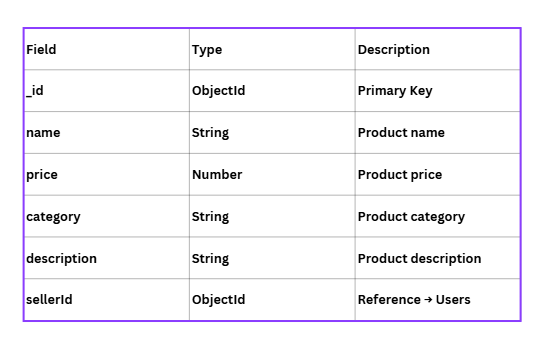 Field Type Description
_id ObjectId Primary Key
name String Product name
price Number Product price
category String Product category
description String Product description
sellerId ObjectId Reference → Users